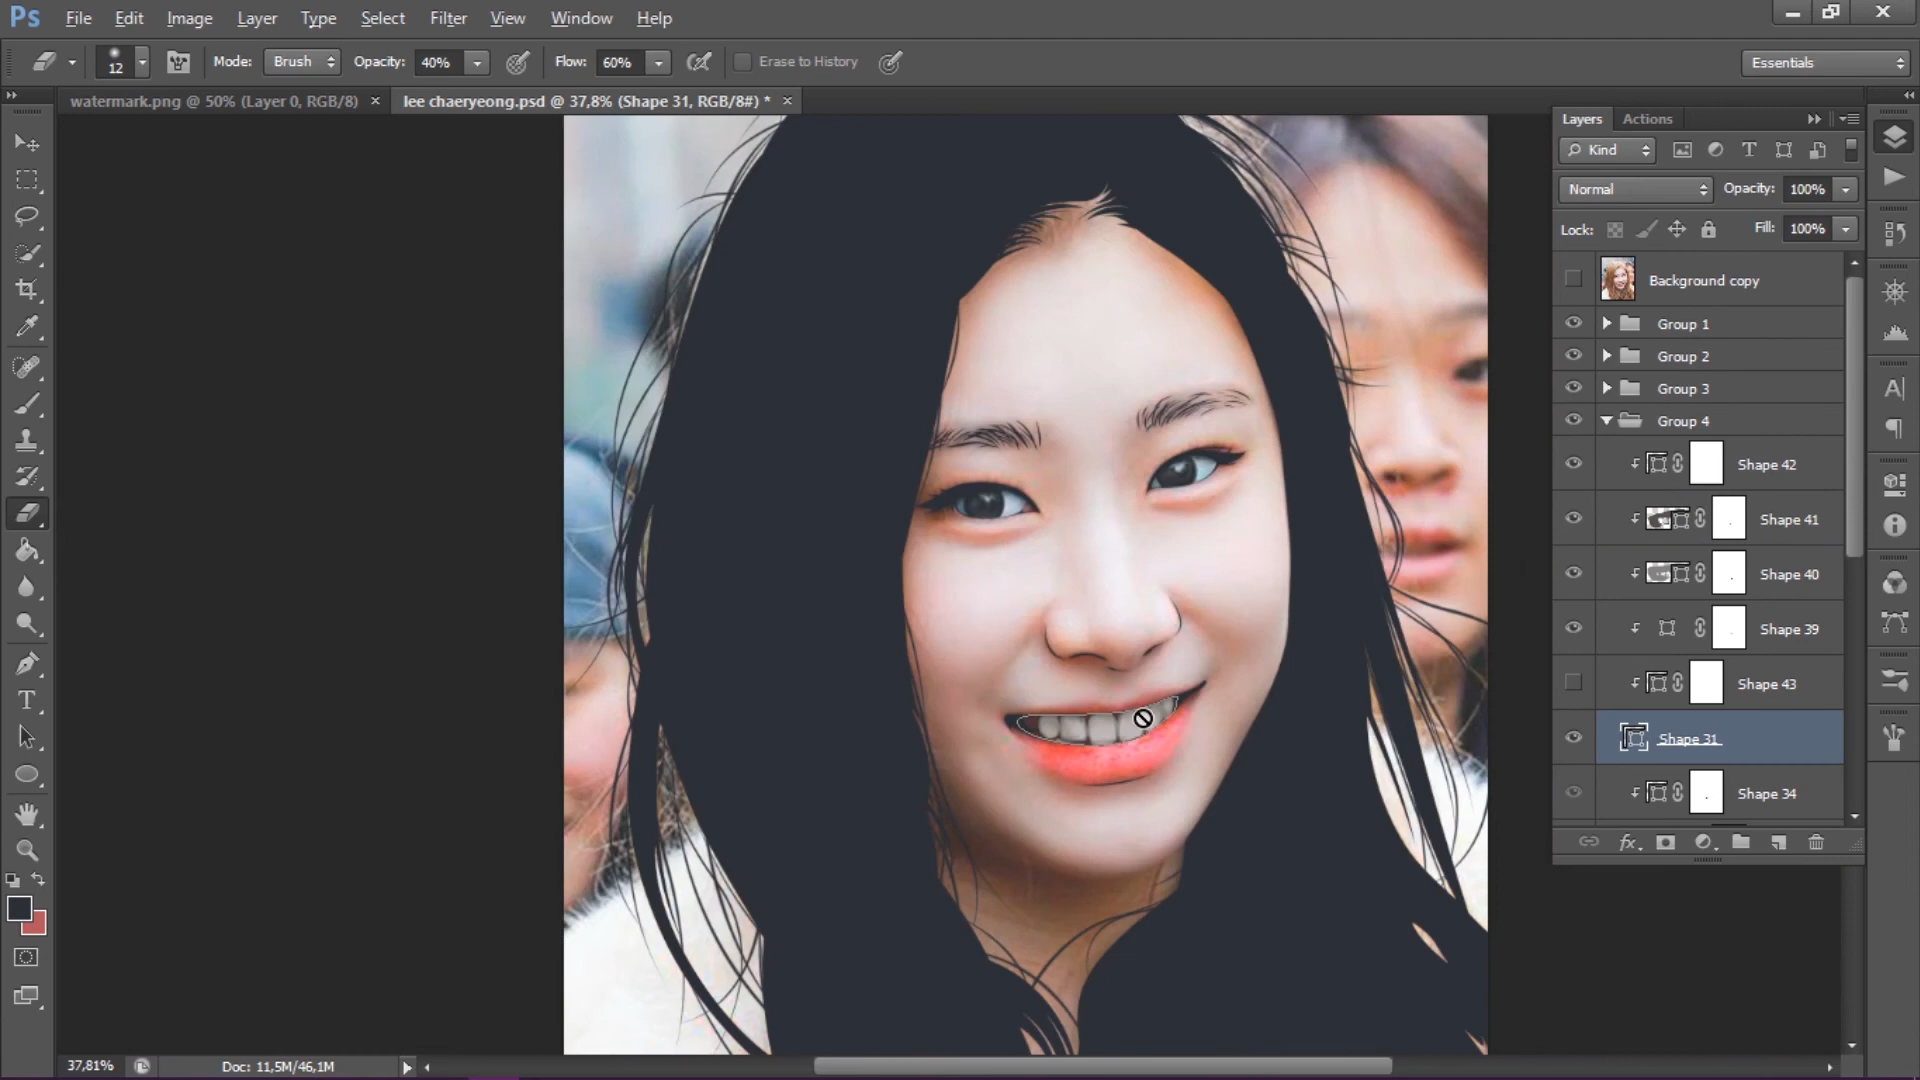 Ps File Edit Image Layer Type Select Filter View Window Help
12 Mode: Brush Opacity: 40% Flow: 60% Erase to History Essentials
watermark.png @ 50% (Layer 0, RGB/8) × lee chaeryeong.psd @ 37,8% (Shape 31, RGB/8#) * ×
Layers Actions
Kind
Normal Opacity: 100%
Lock: Fill: 100%
Background copy
Group 1
Group 2
Group 3
Group 4
Shape 42
Shape 41
Shape 40
Shape 39
Shape 43
Shape 31
Shape 34
fx
37,81% Doc: 11,5M/46,1M